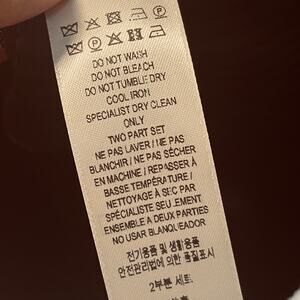 DO NOT WASH
DO NOT BLEACH
DO NOT TUMBLE DRY
COOL IRON
SPECIALIST DRY CLEAN
ONLY
TWO PART SET
NE PAS LAVER / NE PAS
BLANCHIR / NE PAS SÉCHER
EN MACHINE / REPASSER À
BASSE TEMPÉRATURE /
NETTOYAGE À SEC PAR
SPÉCIALISTE SEULEMENT
ENSEMBLE A DEUX PARTIES
NO USAR BLANQUEADOR
전기용품 및 생활용품
안전관리법에 의한 품질표시
2부분 세트